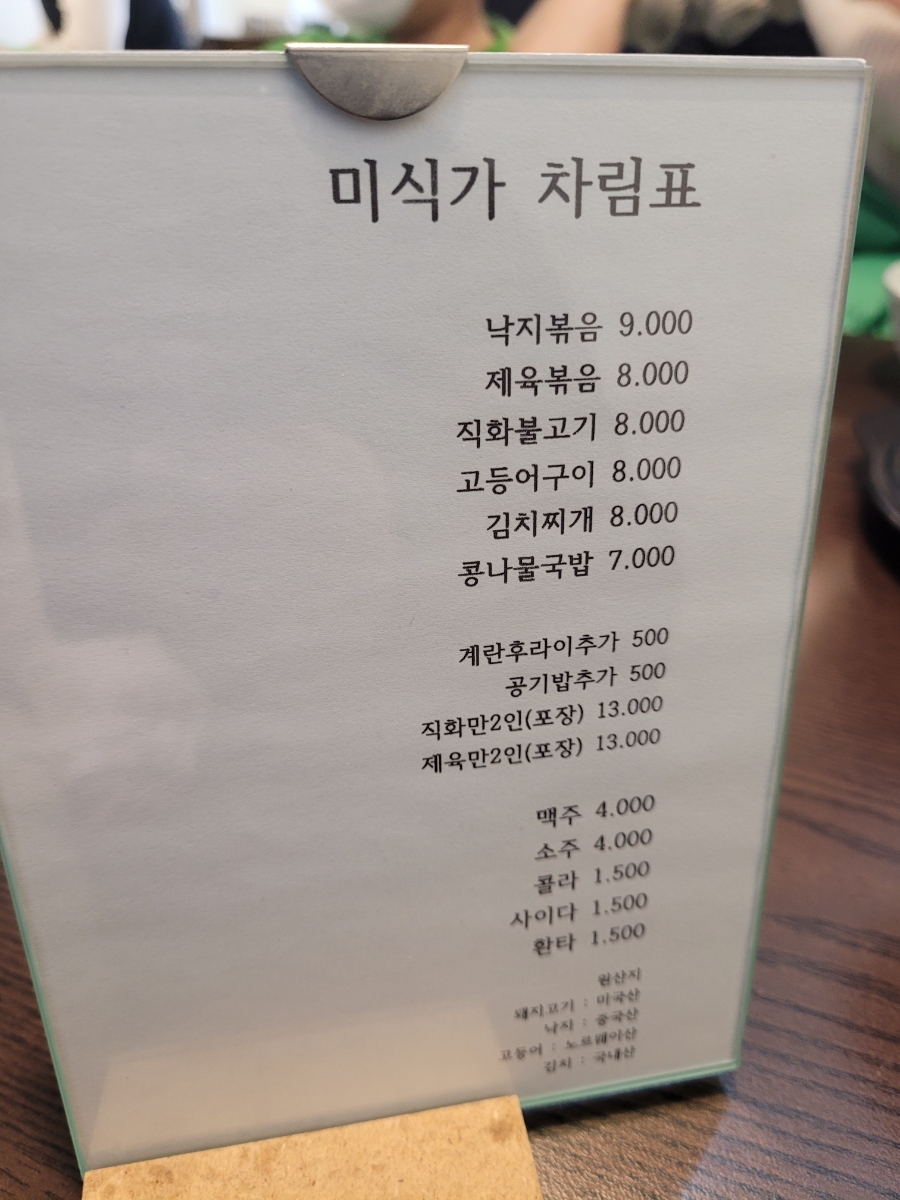 미식가 차림표
낙지볶음 9.000
제육볶음 8.000
직화불고기 8.000
고등어구이 8.000
김치찌개 8.000
콩나물국밥 7.000
계란후라이추가 500
공기밥추가 500
직화만2인(포장) 13.000
제육만2인(포장) 13.000
맥주 4.000
소주 4.000
콜라 1.500
사이다 1.500
환타 1.500
원산지
돼지고기 : 미국산
낙지 : 중국산
고등어 : 노르웨이산
김치 : 국내산